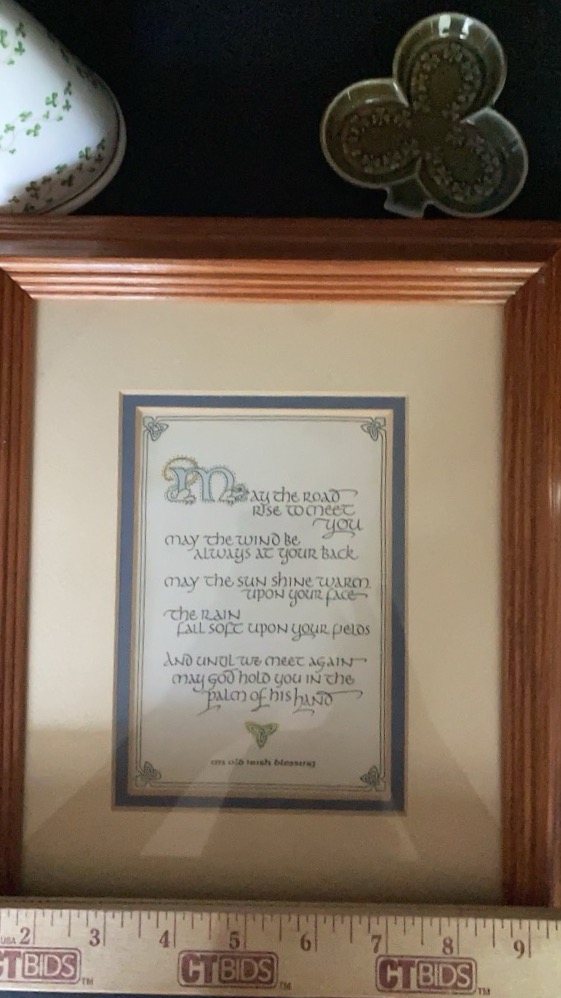 May the road
rise to meet
you
may the wind be
always at your back
may the sun shine warm
upon your face
the rain
fall soft upon your fields
And until we meet again
may god hold you in the
palm of his hand
an old irish blessing
USA 2 3 4 5 6 7 8 9
CTBIDS™ CTBIDS™ CTBIDS™